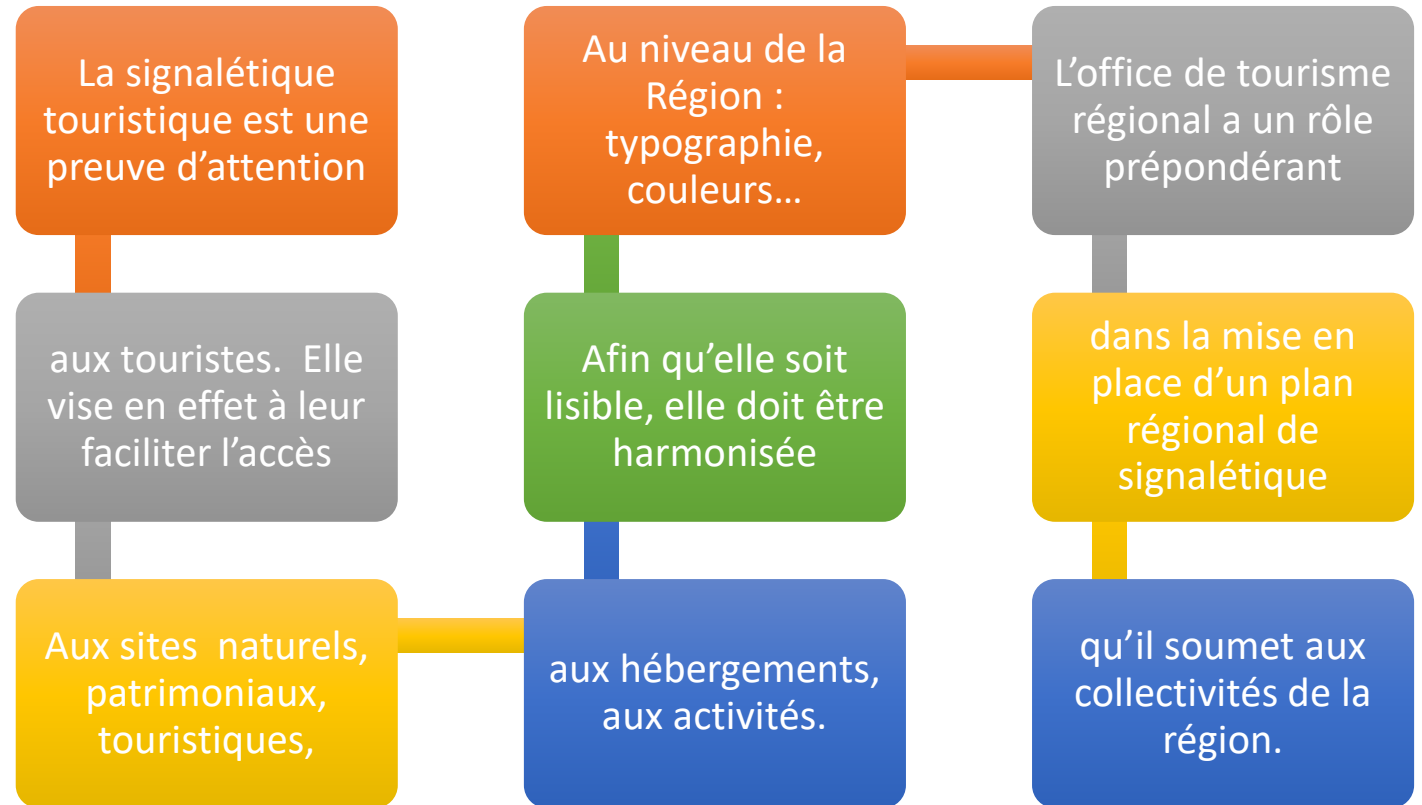 La signalétique
touristique est une
preuve d’attention
aux touristes.  Elle
vise en effet à leur
faciliter l’accès
Aux sites  naturels,
patrimoniaux,
touristiques,
aux hébergements,
aux activités.
Afin qu’elle soit
lisible, elle doit être
harmonisée
Au niveau de la
Région :
typographie,
couleurs…
L’office de tourisme
régional a un rôle
prépondérant
dans la mise en
place d’un plan
régional de
signalétique
qu’il soumet aux
collectivités de la
région.